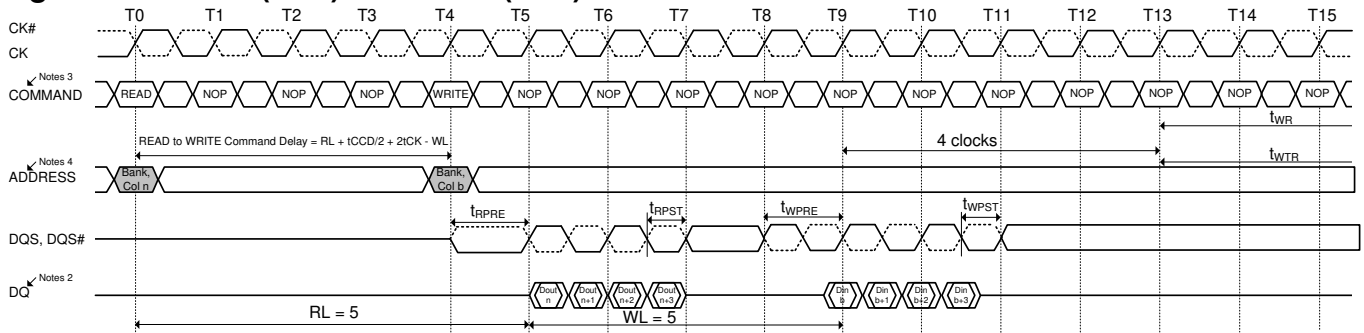 T0 T1 T2 T3 T4 T5 T6 T7 T8 T9 T10 T11 T12 T13 T14 T15
CK#
CK
Notes 3
COMMAND READ NOP NOP NOP WRITE NOP NOP NOP NOP NOP NOP NOP NOP NOP NOP NOP
tWR
READ to WRITE Command Delay = RL + tCCD/2 + 2tCK - WL
4 clocks
tWTR
Notes 4
ADDRESS
Bank, Col n
Bank, Col b
tRPRE tRPST tWPRE tWPST
DQS, DQS#
Notes 2
DQ
Dout n
Dout n+1
Dout n+2
Dout n+3
Din b
Din b+1
Din b+2
Din b+3
RL = 5 WL = 5